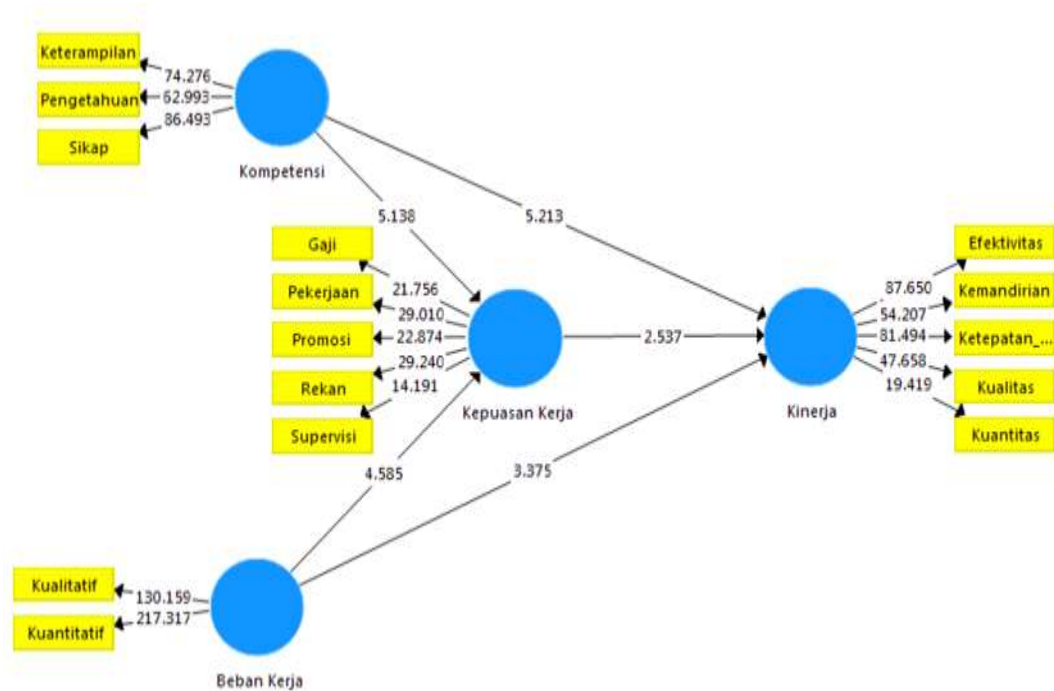 Keterampilan
74.276
Pengetahuan
62.993
86.493
Sikap
Kompetensi
5.138
5.213
Gaji
21.756
Pekerjaan
29.010
Promosi
22.874
29.240
Rekan
14.191
Supervisi
Kepuasan Kerja
2.537
Efektivitas
87.650
Kemandirian
54.207
81.494
Ketepatan_...
47.658
Kualitas
19.419
Kuantitas
Kinerja
4.585
3.375
Kualitatif
130.159
217.317
Kuantitatif
Beban Kerja